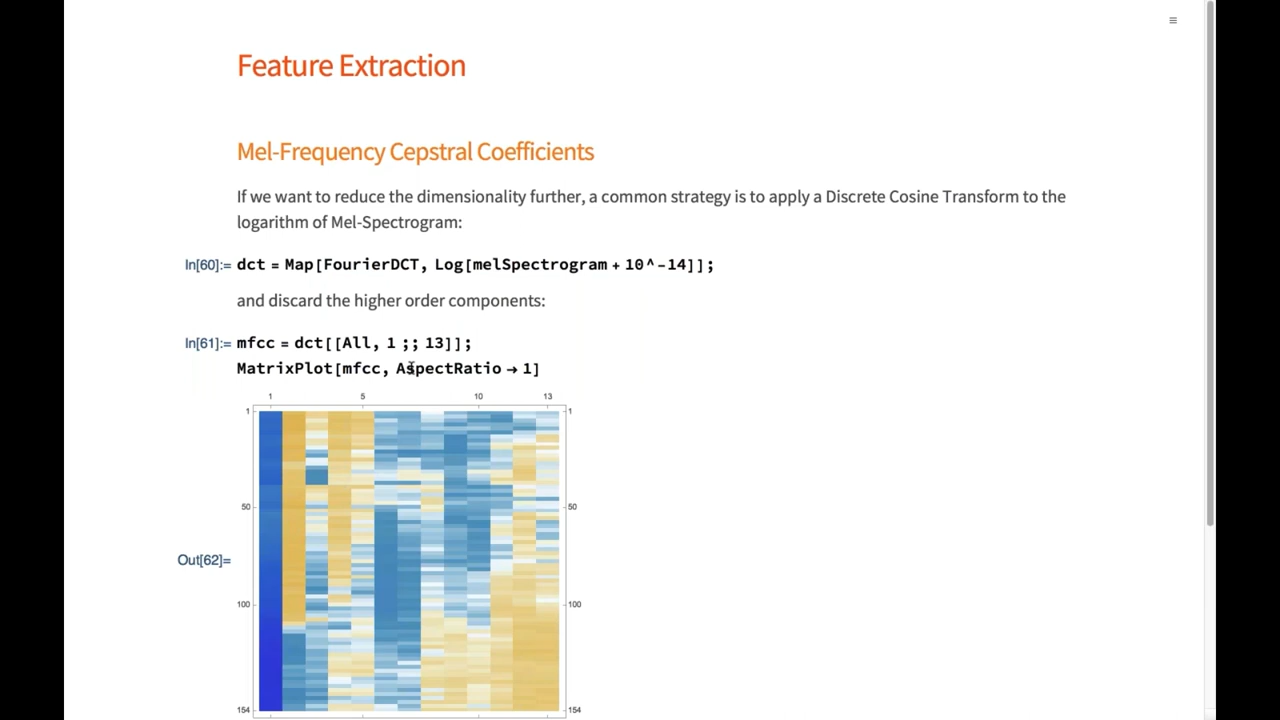 ≡
Feature Extraction
Mel-Frequency Cepstral Coefficients
If we want to reduce the dimensionality further, a common strategy is to apply a Discrete Cosine Transform to the
logarithm of Mel-Spectrogram:
In[60]:= dct = Map[FourierDCT, Log[melSpectrogram + 10^-14]];
and discard the higher order components:
In[61]:= mfcc = dct[[All, 1 ;; 13]];
MatrixPlot[mfcc, AspectRatio → 1]
1 5 10 13
1 1
50 50
Out[62]=
100 100
154 154